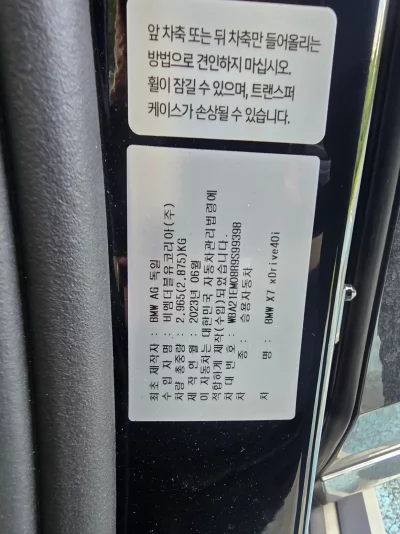 앞 차축 또는 뒤 차축만 들어올리는
방법으로 견인하지 마십시오.
휠이 잠길 수 있으며, 트랜스퍼
케이스가 손상될 수 있습니다.
최초 제작자 : BMW AG 독일
수 입 자 명 : 비엠더블유코리아(주)
차량 총중량 : 2,965(2,875)KG
제 작 연 월 : 2023년 06월
이 자동차는 대한민국 자동차관리법령에
적합하게 제작(수입)되었습니다.
차 대 번 호 : WBA21EM08R9S99398
차 종 : 승용자동차
차 명 : BMW X7 xDrive40i